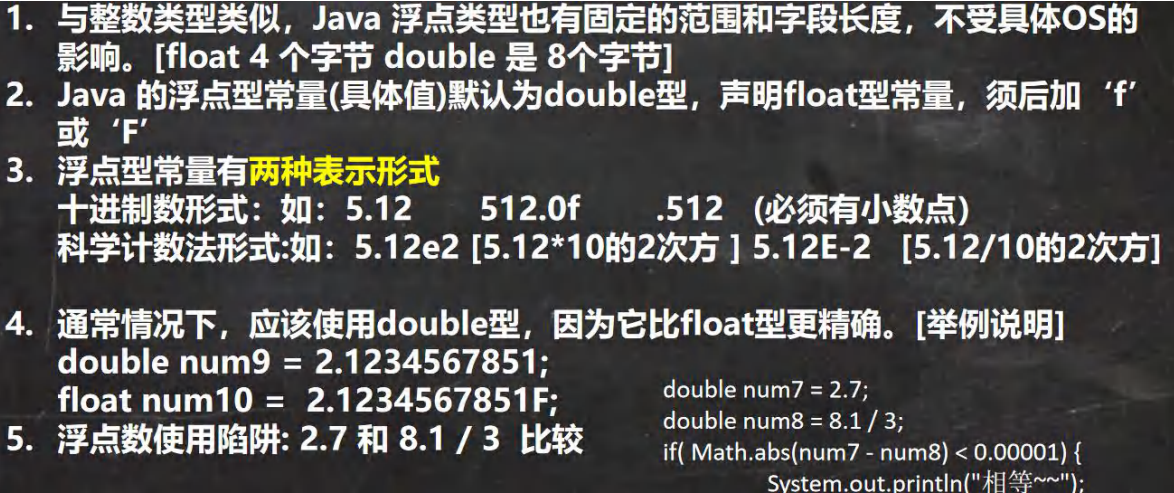 1. 与整数类型类似，Java 浮点类型也有固定的范围和字段长度，不受具体OS的
影响。[float 4 个字节 double 是 8个字节]
2. Java 的浮点型常量(具体值)默认为double型，声明float型常量，须后加‘f’
或‘F’
3. 浮点型常量有两种表示形式
十进制数形式：如：5.12 512.0f .512 (必须有小数点）
科学计数法形式:如：5.12e2 [5.12*10的2次方 ] 5.12E-2 [5.12/10的2次方]
4. 通常情况下，应该使用double型，因为它比float型更精确。[举例说明]
double num9 = 2.1234567851;
float num10 = 2.1234567851F;
5. 浮点数使用陷阱: 2.7 和 8.1 / 3 比较
double num7 = 2.7;
double num8 = 8.1 / 3;
if( Math.abs(num7 - num8) < 0.00001) {
System.out.println("相等~~");